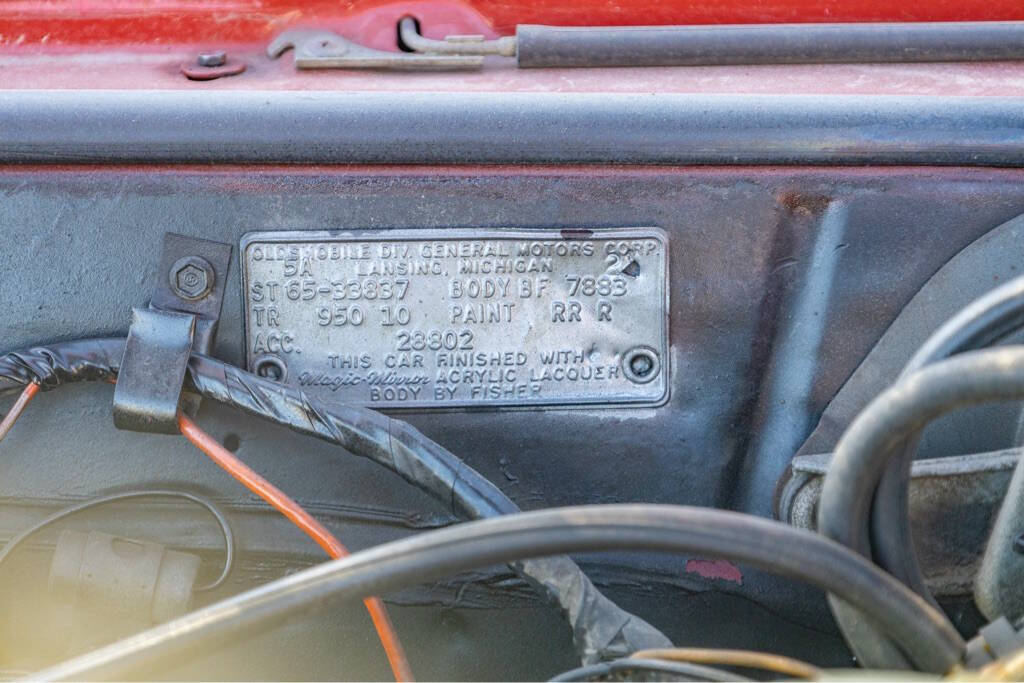 OLDSMOBILE DIV. GENERAL MOTORS CORP.
5A LANSING, MICHIGAN 2
ST 65-33837 BODY BF 7883
TR 950 10 PAINT RR R
ACC. 28802
THIS CAR FINISHED WITH
Magic-Mirror ACRYLIC LACQUER
BODY BY FISHER